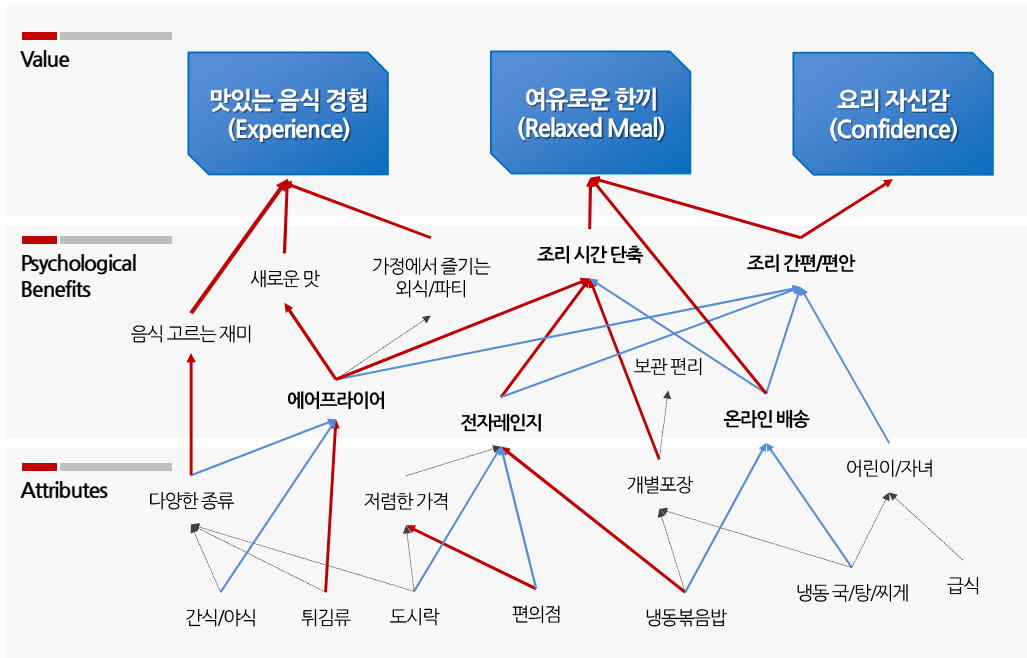 Value
맛있는 음식 경험
(Experience)
여유로운 한끼
(Relaxed Meal)
요리 자신감
(Confidence)
Psychological
Benefits
새로운 맛
가정에서 즐기는
외식/파티
조리 시간 단축
조리 간편/편안
음식 고르는 재미
보관 편리
에어프라이어
전자레인지
온라인 배송
Attributes
다양한 종류
저렴한 가격
개별포장
어린이/자녀
간식/야식
튀김류
도시락
편의점
냉동볶음밥
냉동 국/탕/찌게
급식